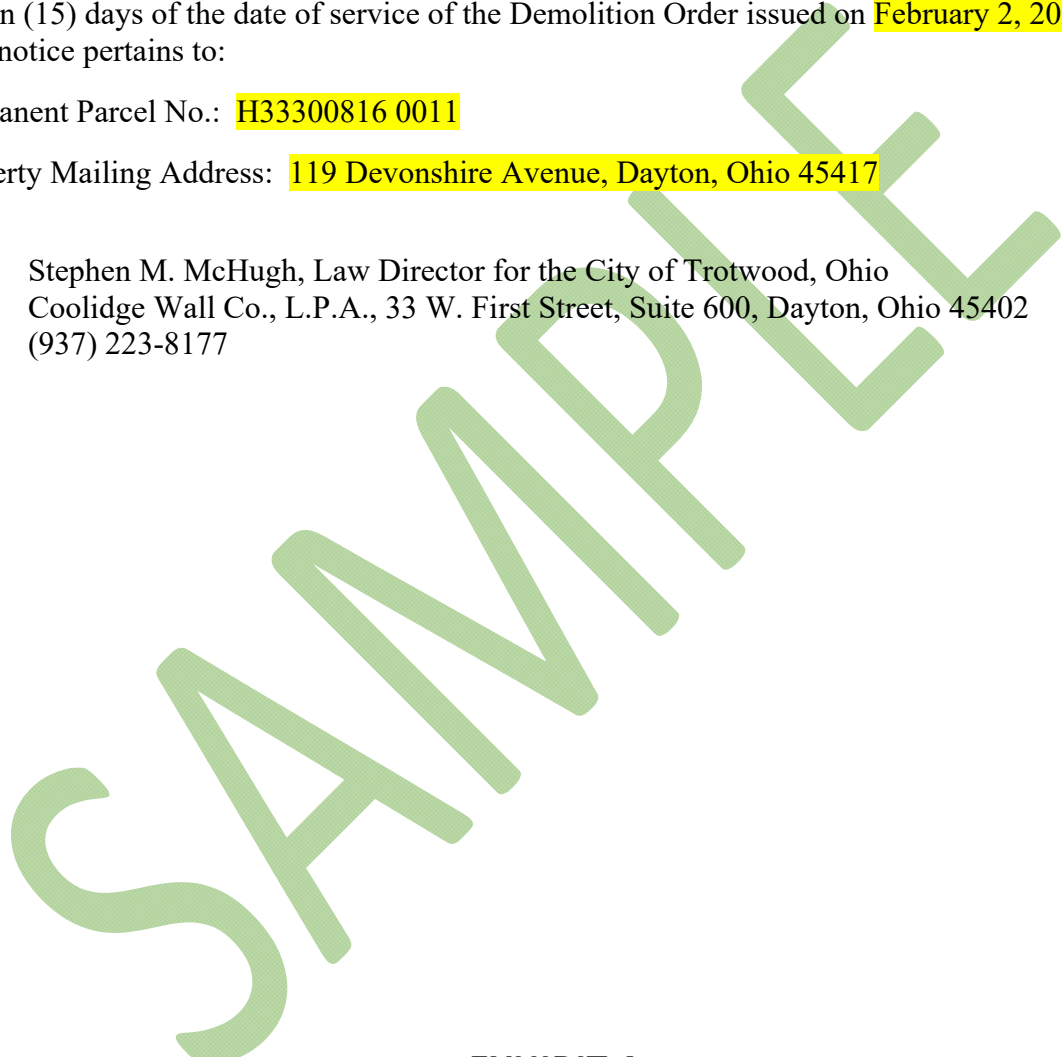 n (15) days of the date of service of the Demolition Order issued on February 2, 20
notice pertains to:
anent Parcel No.: H33300816 0011
erty Mailing Address: 119 Devonshire Avenue, Dayton, Ohio 45417
Stephen M. McHugh, Law Director for the City of Trotwood, Ohio
Coolidge Wall Co., L.P.A., 33 W. First Street, Suite 600, Dayton, Ohio 45402
(937) 223-8177
SAMPLE